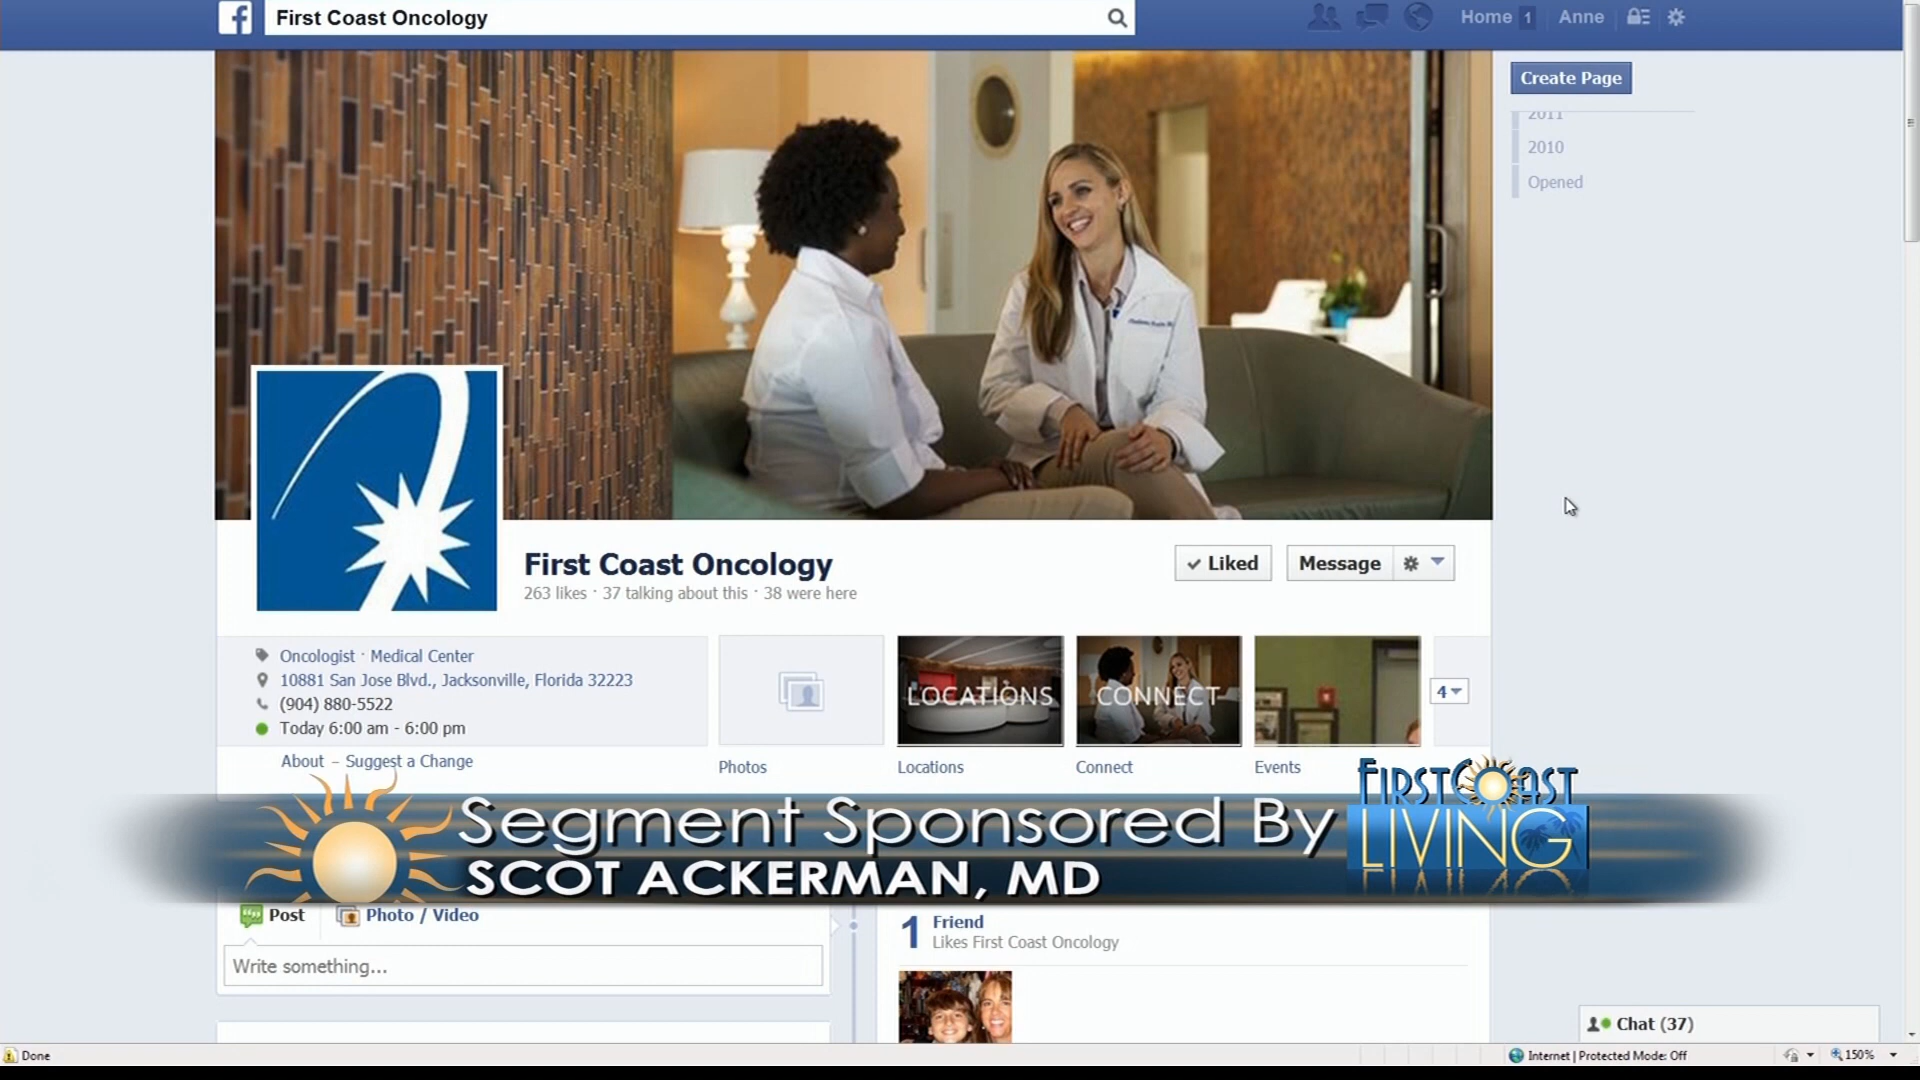 First Coast Oncology
Home 1 Anne
Create Page
2011
2010
Opened
First Coast Oncology
263 likes · 37 talking about this · 38 were here
Liked
Message
Oncologist · Medical Center
10881 San Jose Blvd., Jacksonville, Florida 32223
(904) 880-5522
Today 6:00 am - 6:00 pm
About – Suggest a Change
LOCATIONS
CONNECT
4
Photos
Locations
Connect
Events
Segment Sponsored By
SCOT ACKERMAN, MD
FIRST COAST
LIVING
Post
Photo / Video
Write something...
1 Friend
Likes First Coast Oncology
Chat (37)
Done
Internet | Protected Mode: Off
150%